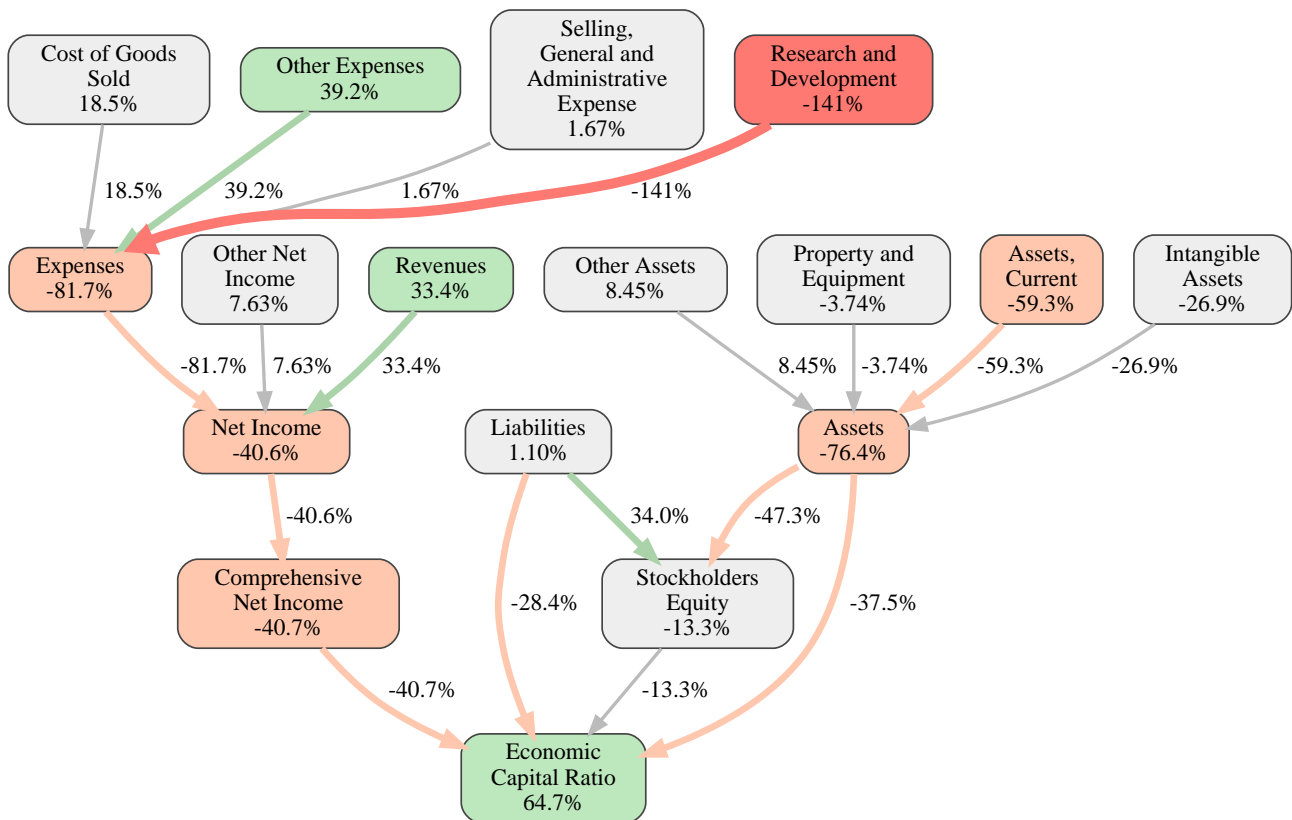 Cost of Goods
Sold
18.5%
Other Expenses
39.2%
Selling,
General and
Administrative
Expense
1.67%
Research and
Development
-141%
18.5%
39.2%
1.67%
-141%
Expenses
-81.7%
Other Net
Income
7.63%
Revenues
33.4%
Other Assets
8.45%
Property and
Equipment
-3.74%
Assets,
Current
-59.3%
Intangible
Assets
-26.9%
-81.7%
7.63%
33.4%
8.45%
-3.74%
-59.3%
-26.9%
Net Income
-40.6%
Liabilities
1.10%
Assets
-76.4%
-40.6%
34.0%
-47.3%
Comprehensive
Net Income
-40.7%
-28.4%
Stockholders
Equity
-13.3%
-37.5%
-40.7%
-13.3%
Economic
Capital Ratio
64.7%